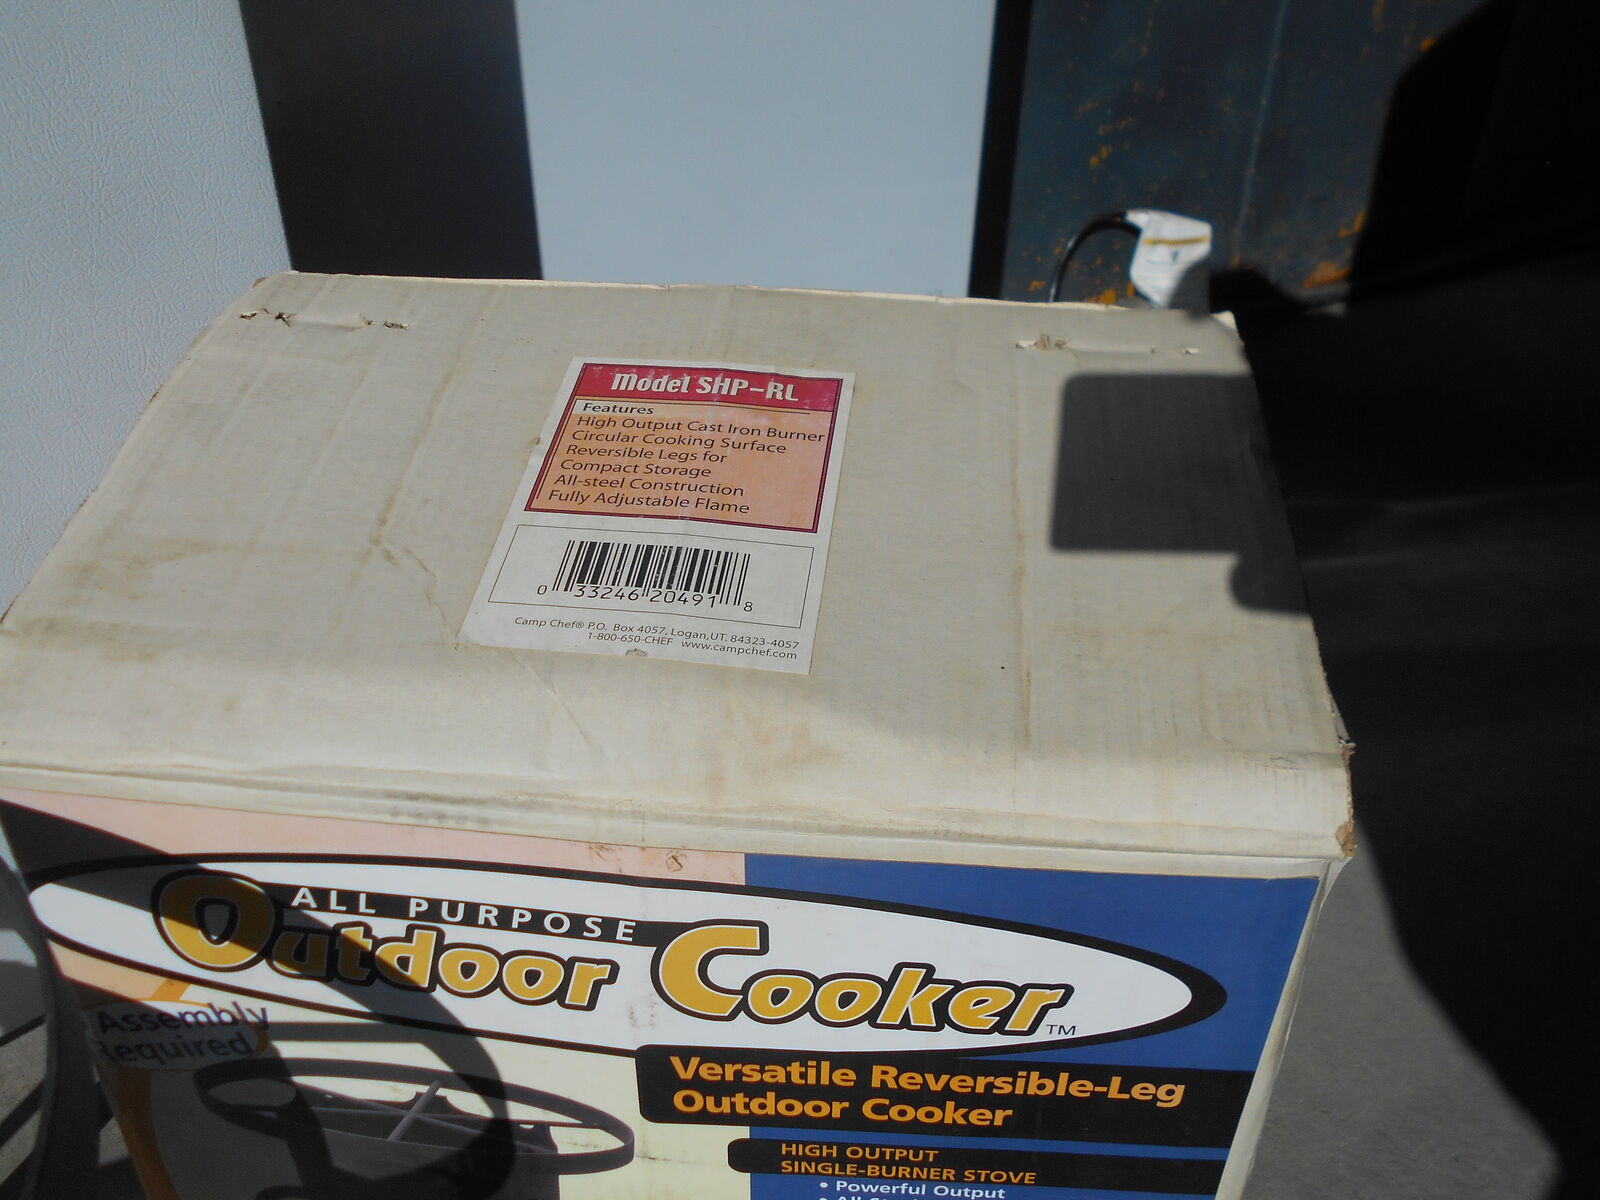 Model SHP-RL
Features
High Output Cast Iron Burner
Circular Cooking Surface
Reversible Legs for
Compact Storage
All-steel Construction
Fully Adjustable Flame
0 33246 20491 8
Camp Chef® P.O. Box 4057, Logan,UT. 84323-4057
1-800-650-CHEF www.campchef.com
ALL PURPOSE
Outdoor Cooker™
Assembly
Required
Versatile Reversible-Leg
Outdoor Cooker
HIGH OUTPUT
SINGLE-BURNER STOVE
• Powerful Output